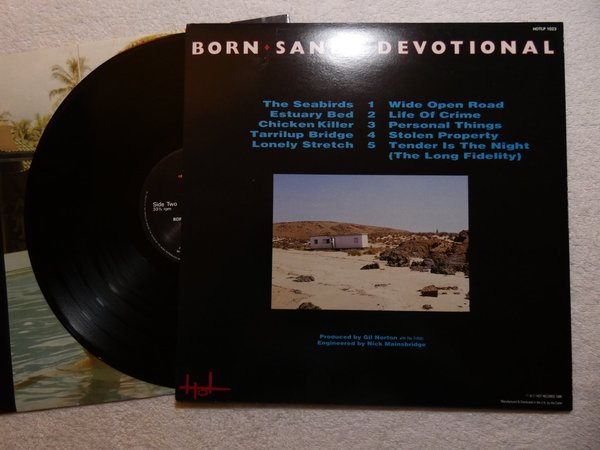 HOTLP 1023
BORN SANDY DEVOTIONAL
The Seabirds 1 Wide Open Road
Estuary Bed 2 Life Of Crime
Chicken Killer 3 Personal Things
Tarrilup Bridge 4 Stolen Property
Lonely Stretch 5 Tender Is The Night
(The Long Fidelity)
Side Two
33⅓ rpm
Produced by Gil Norton
Engineered by Nick Mainsbridge
Hot